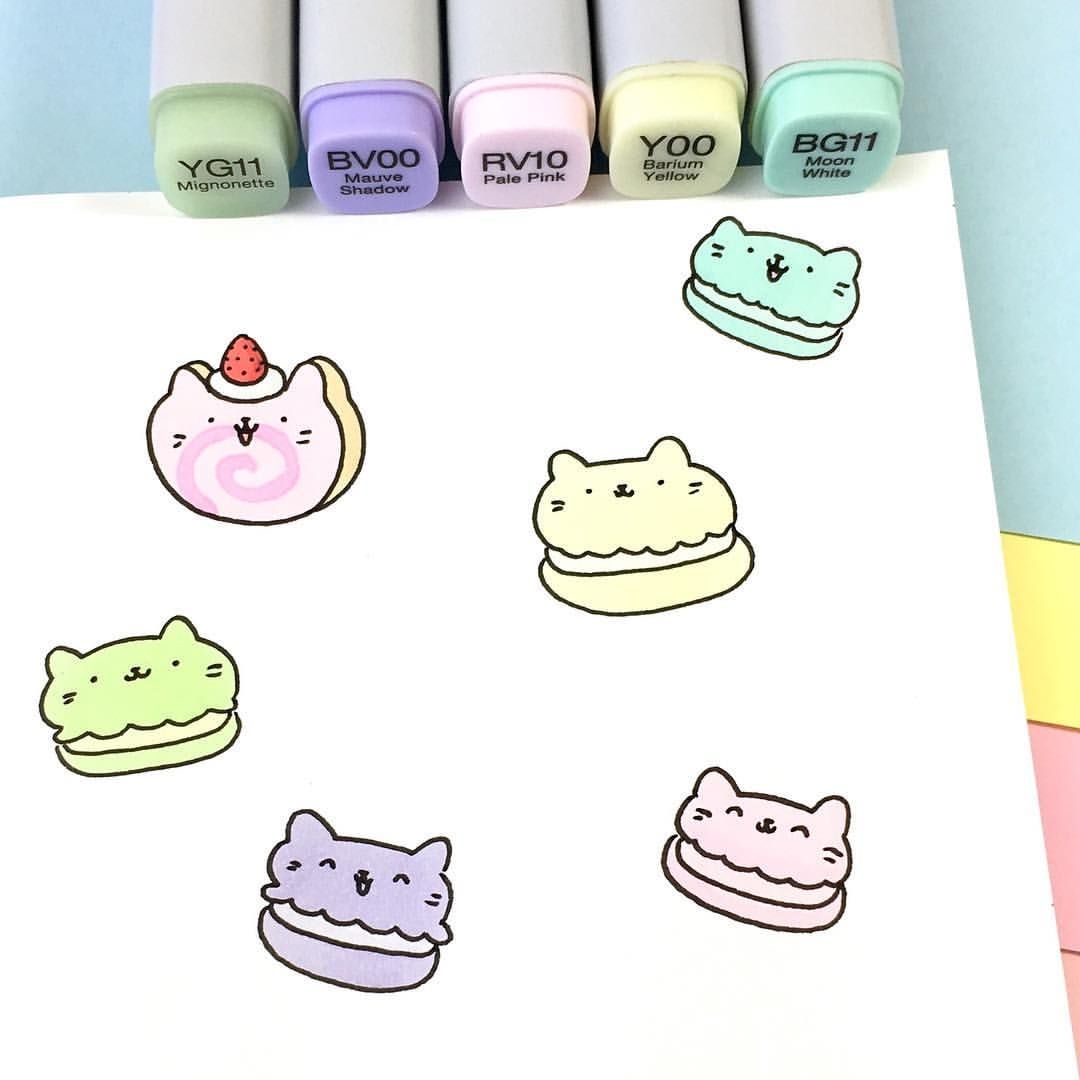 YG11
Mignonette
BV00
Mauve
Shadow
RV10
Pale Pink
Y00
Barium
Yellow
BG11
Moon
White